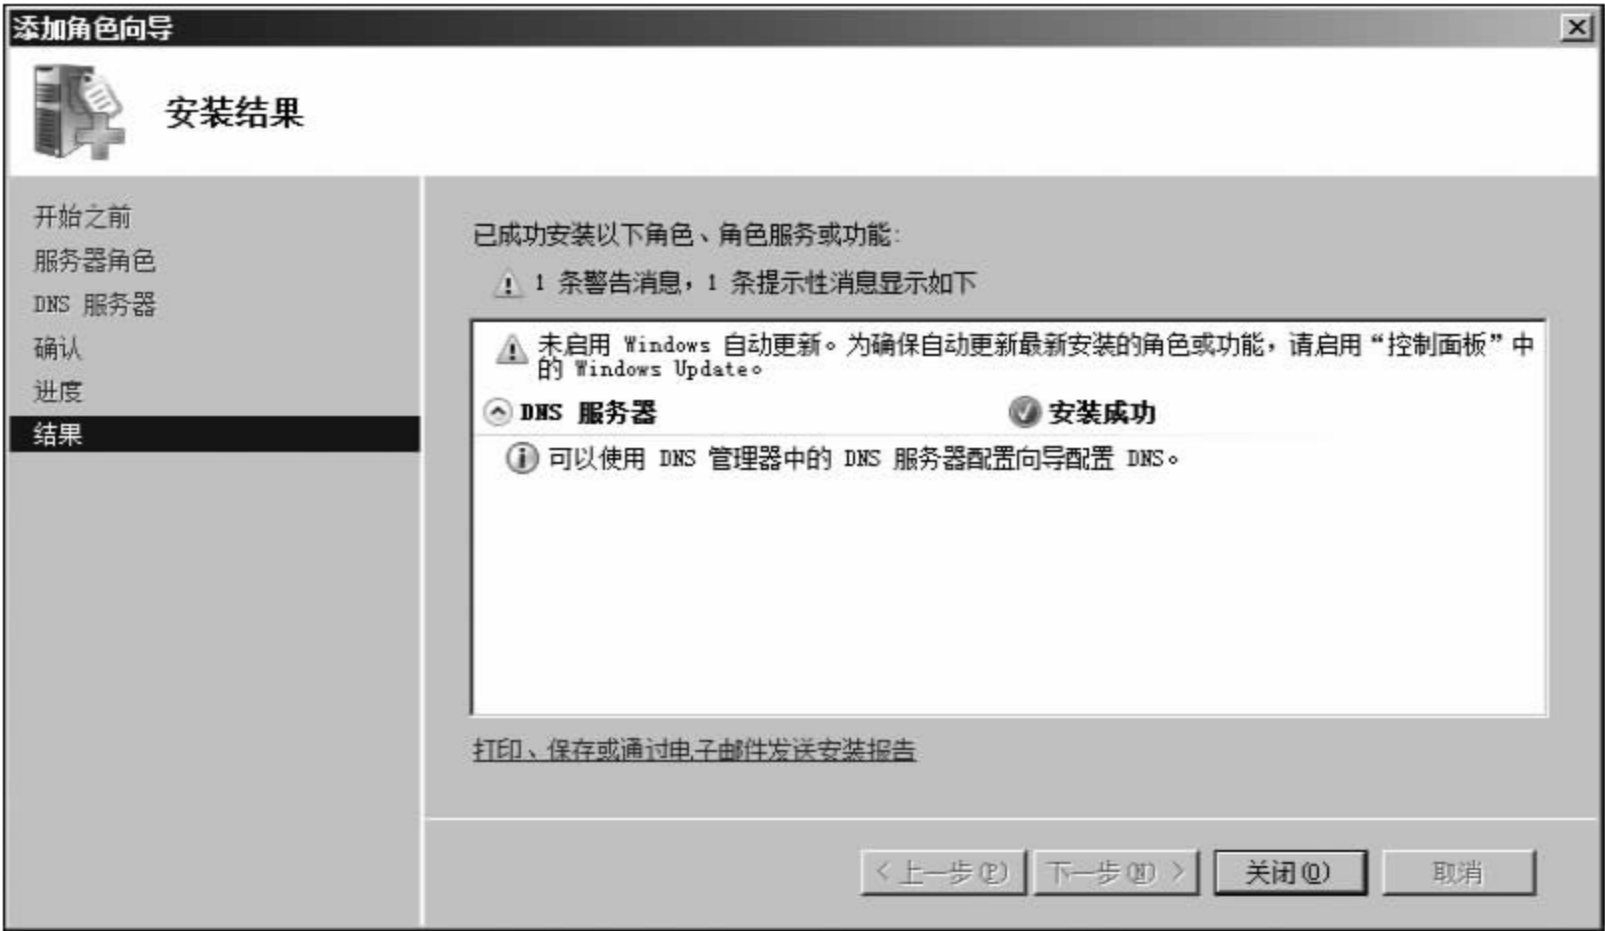 添加角色向导
安装结果
开始之前
服务器角色
DNS 服务器
确认
进度
结果
已成功安装以下角色、角色服务或功能:
1 条警告消息，1 条提示性消息显示如下
未启用 Windows 自动更新。为确保自动更新最新安装的角色或功能，请启用“控制面板”中
的 Windows Update。
DNS 服务器 安装成功
可以使用 DNS 管理器中的 DNS 服务器配置向导配置 DNS。
打印、保存或通过电子邮件发送安装报告
< 上一步(P) 下一步(N) > 关闭(O) 取消